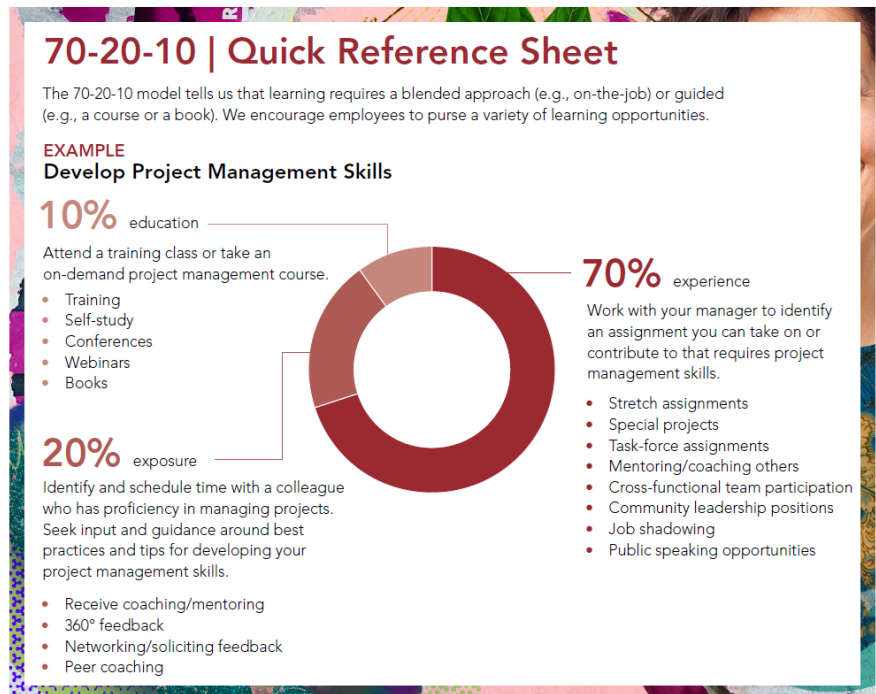 70-20-10 | Quick Reference Sheet
The 70-20-10 model tells us that learning requires a blended approach (e.g., on-the-job) or guided
(e.g., a course or a book). We encourage employees to purse a variety of learning opportunities.
EXAMPLE
Develop Project Management Skills
10% education
Attend a training class or take an
on-demand project management course.
• Training
• Self-study
• Conferences
• Webinars
• Books
20% exposure
Identify and schedule time with a colleague
who has proficiency in managing projects.
Seek input and guidance around best
practices and tips for developing your
project management skills.
• Receive coaching/mentoring
• 360° feedback
• Networking/soliciting feedback
• Peer coaching
70% experience
Work with your manager to identify
an assignment you can take on or
contribute to that requires project
management skills.
• Stretch assignments
• Special projects
• Task-force assignments
• Mentoring/coaching others
• Cross-functional team participation
• Community leadership positions
• Job shadowing
• Public speaking opportunities